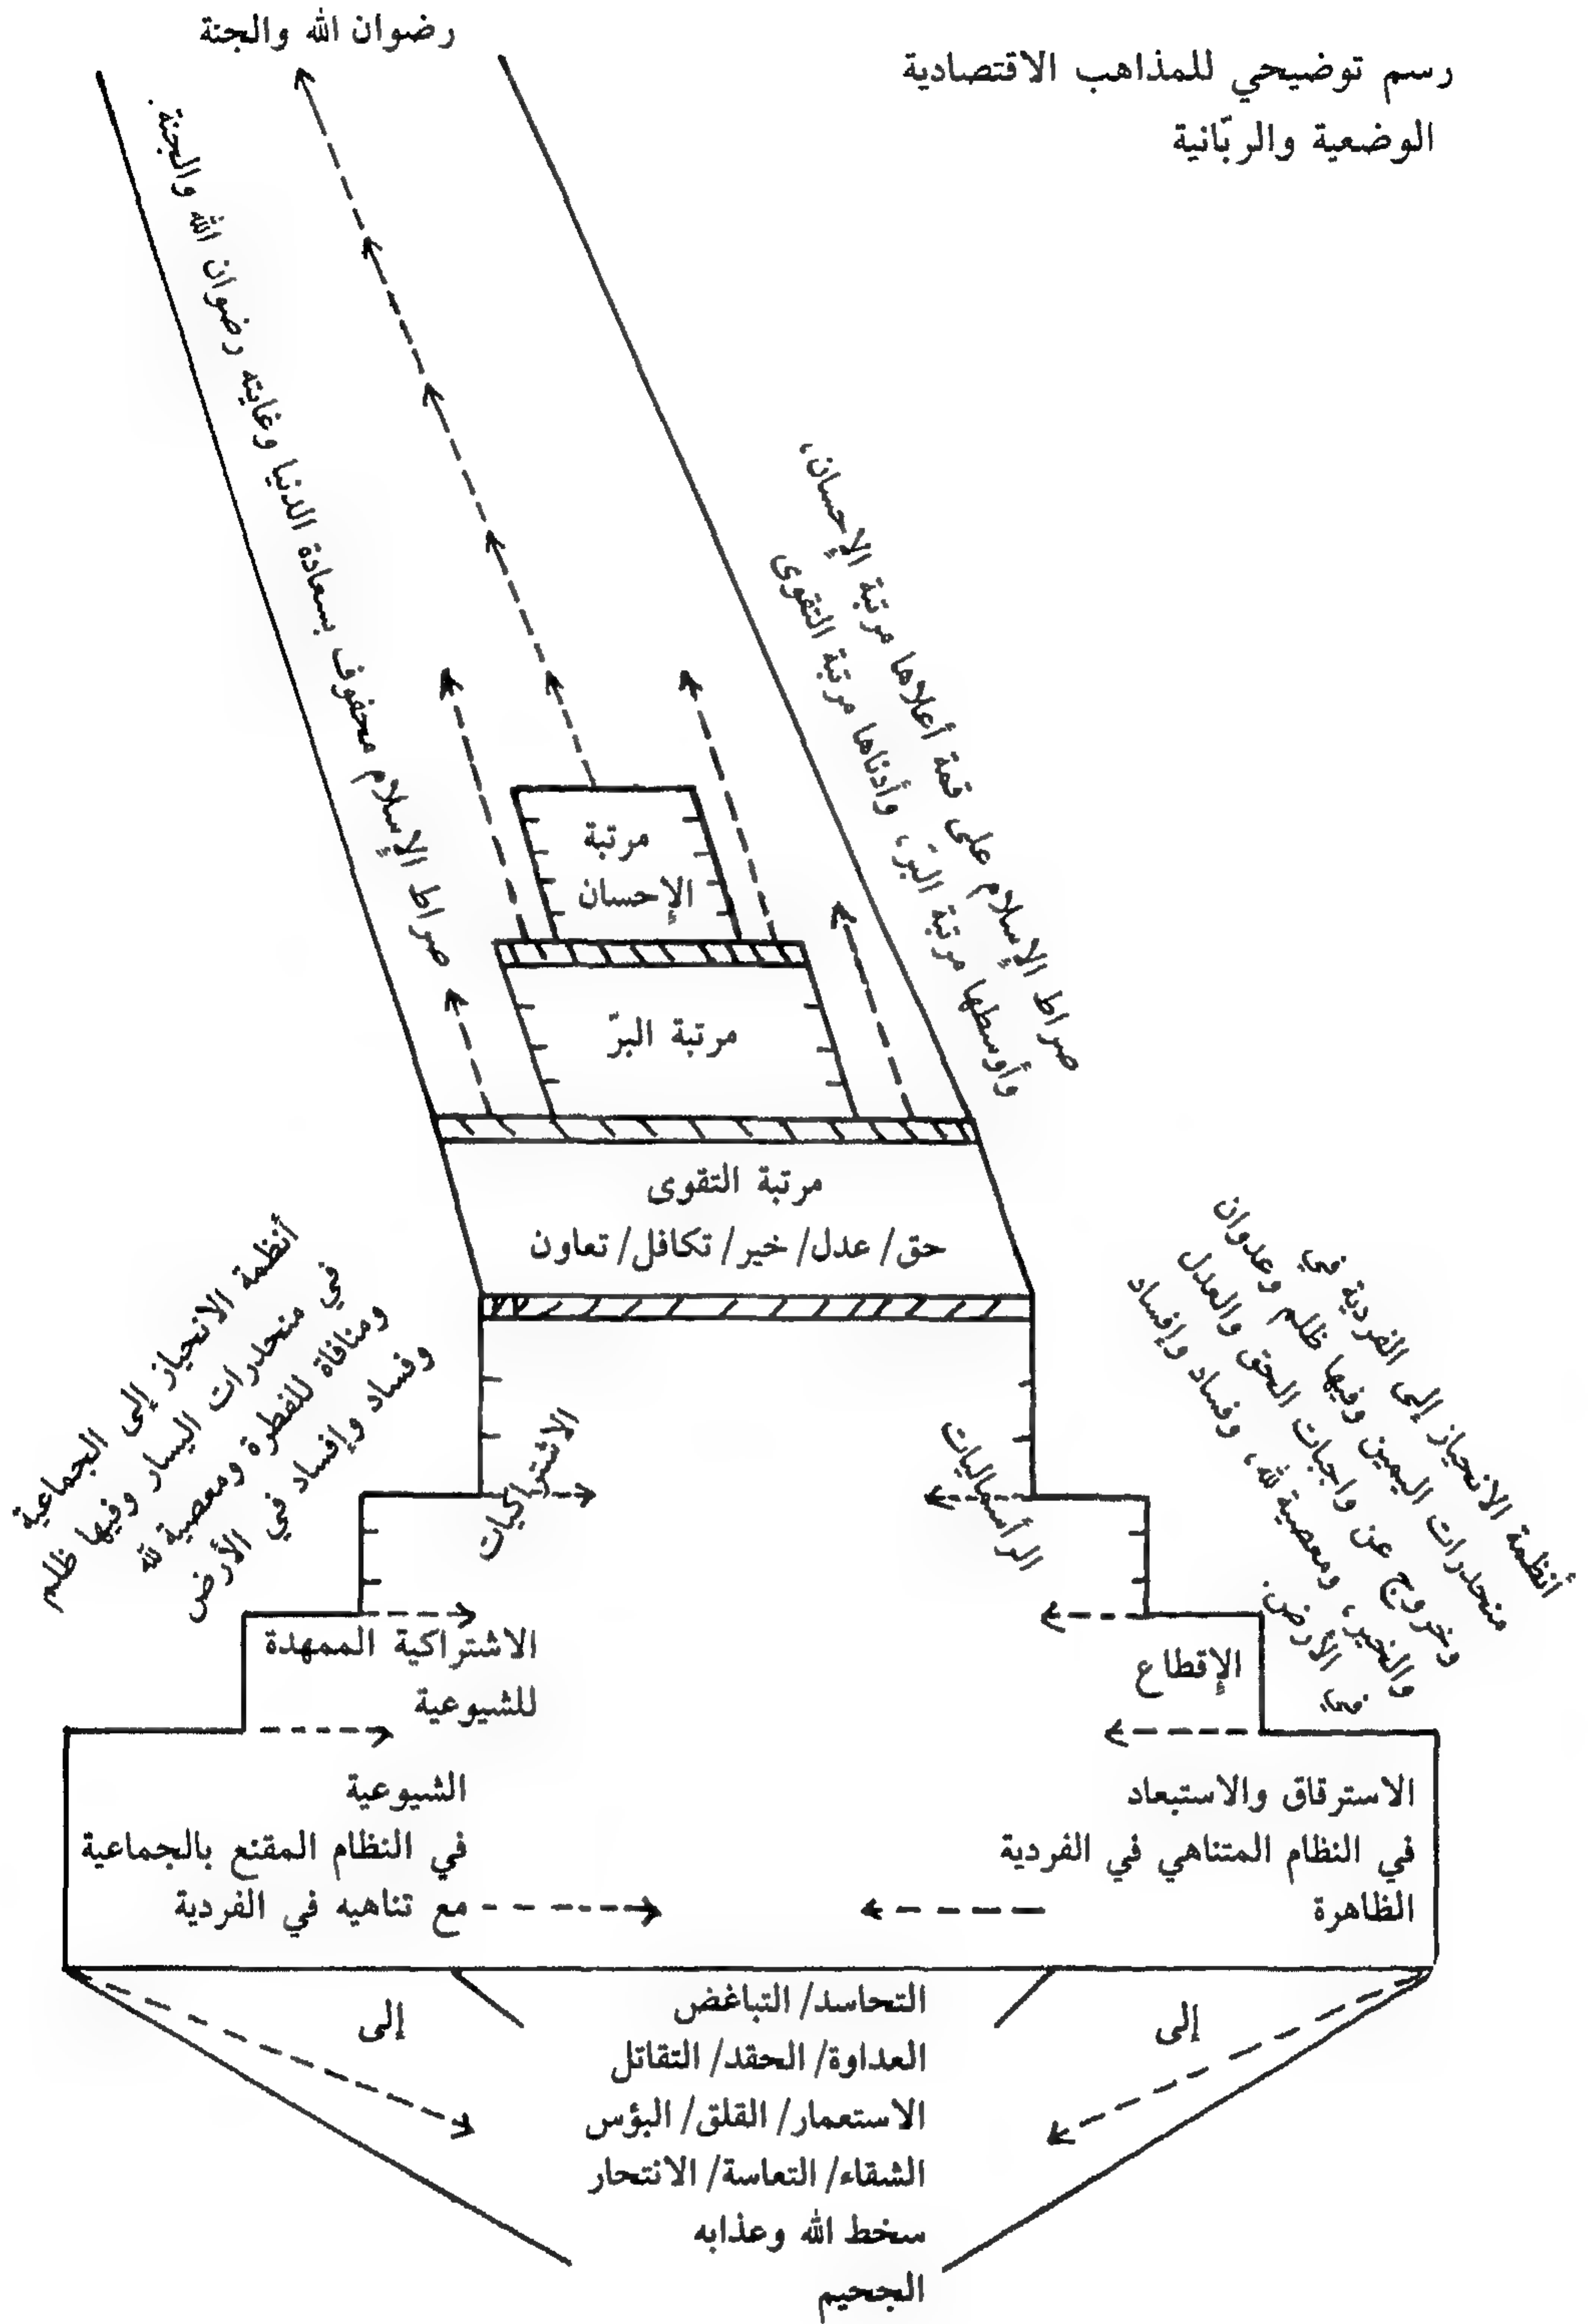 رسم توضيحي للمذاهب الاقتصادية
الوضعية والربّانية
رضوان الله والجنة
صراط الإسلام محفوف بسعادة الدنيا وغايته رضوان الله والجنة.
صراط الإسلام على قمة أعلاها مرتبة الإحسان،
وأوسطها مرتبة البرّ، وأدناها مرتبة التقوى
مرتبة
الإحسان
مرتبة البرّ
مرتبة التقوى
حق/ عدل/ خير/ تكافل/ تعاون
أنظمة الانحياز إلى الفردية في
منحدرات اليمين وفيها ظلم وعدوان
وخروج عن واجبات الحق والعدل
والخير، ومعصية لله، وفساد وإفساد
في الأرض.
أنظمة الانحياز إلى الجماعية
في منحدرات اليسار وفيها ظلم
ومنافاة للفطرة ومعصية لله
وفساد وإفساد في الأرض
الرأسماليات
الاشتراكيات
الإقطاع
الاشتراكية الممهدة
للشيوعية
الاسترقاق والاستبعاد
في النظام المتناهي في الفردية
الظاهرة
الشيوعية
في النظام المقنع بالجماعية
مع تناهيه في الفردية
إلى
إلى
التحاسد/ التباغض
العداوة/ الحقد/ التقاتل
الاستعمار/ القلق/ البؤس
الشقاء/ التعاسة/ الانتحار
سخط الله وعذابه
الجحيم